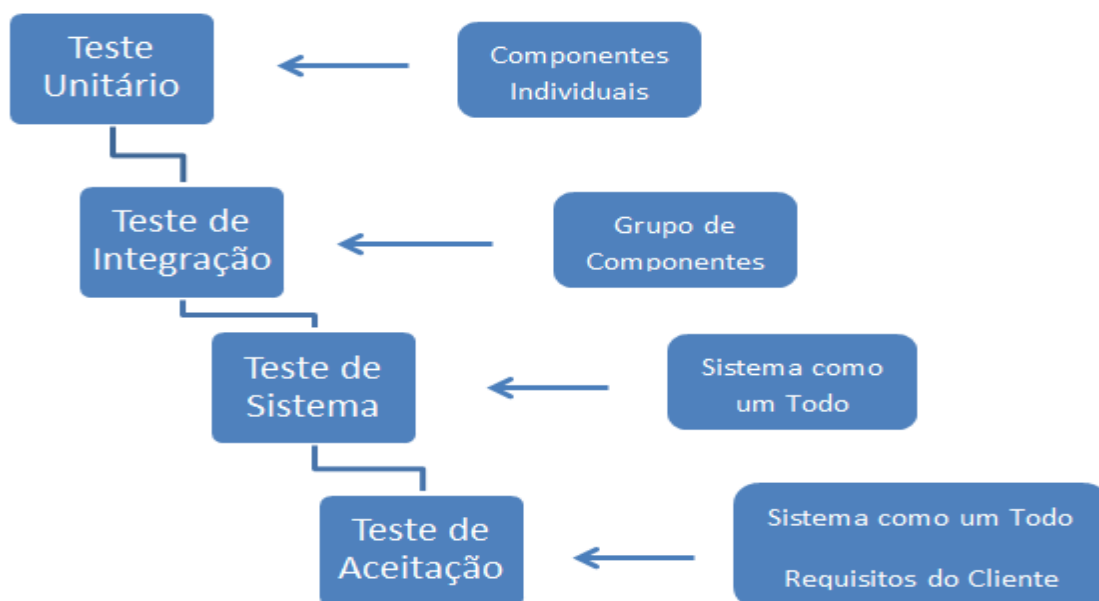 Teste
Unitário
Componentes
Individuais
Teste de
Integração
Grupo de
Componentes
Teste de
Sistema
Sistema como
um Todo
Teste de
Aceitação
Sistema como um Todo
Requisitos do Cliente